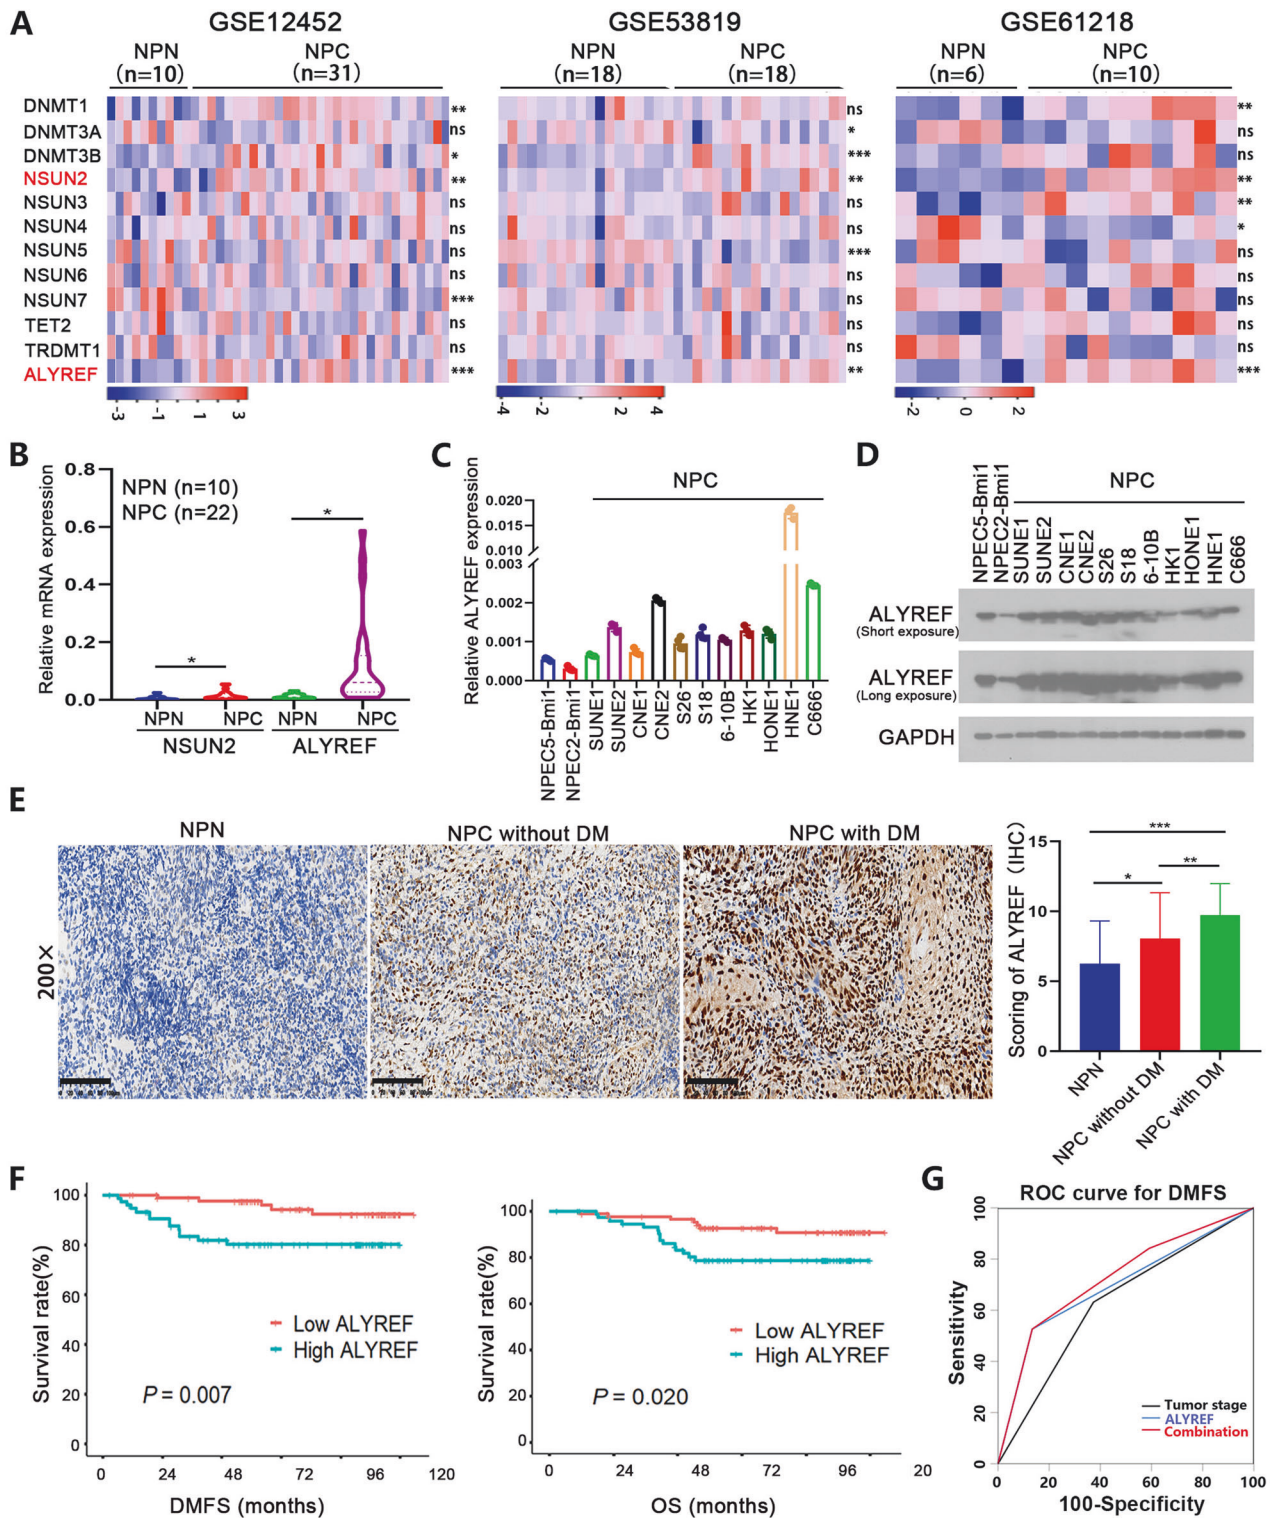 A
GSE12452
GSE53819
GSE61218
NPN
(n=10)
NPC
(n=31)
NPN
(n=18)
NPC
(n=18)
NPN
(n=6)
NPC
(n=10)
DNMT1 ** ns **
DNMT3A ns * ns
DNMT3B * *** ns
NSUN2 ** ** **
NSUN3 ns ns **
NSUN4 ns ns *
NSUN5 ns *** ns
NSUN6 ns ns ns
NSUN7 *** ns ns
TET2 ns ns ns
TRDMT1 ns ns ns
ALYREF *** ** ***
-3 -1 1 3
-4 -2 2 4
-2 0 2
B
Relative mRNA expression
0.8
0.6
0.4
0.2
0.0
NPN (n=10)
NPC (n=22)
*
*
NPN NPC NPN NPC
NSUN2 ALYREF
C
Relative ALYREF expression
NPC
0.020
0.015
0.010
0.003
0.002
0.001
0.000
NPEC5-Bmi1
NPEC2-Bmi1
SUNE1
SUNE2
CNE1
CNE2
S26
S18
6-10B
HK1
HONE1
HNE1
C666
D
NPC
NPEC5-Bmi1
NPEC2-Bmi1
SUNE1
SUNE2
CNE1
CNE2
S26
S18
6-10B
HK1
HONE1
HNE1
C666
ALYREF
(Short exposure)
ALYREF
(Long exposure)
GAPDH
E
NPN
NPC without DM
NPC with DM
200×
Scoring of ALYREF (IHC)
15
10
5
0
***
*
**
NPN
NPC without DM
NPC with DM
F
Survival rate(%)
100
80
60
40
20
0
Low ALYREF
High ALYREF
P = 0.007
0 24 48 72 96 120
DMFS (months)
Survival rate(%)
100
80
60
40
20
0
Low ALYREF
High ALYREF
P = 0.020
0 24 48 72 96 20
OS (months)
G
ROC curve for DMFS
Sensitivity
100
80
60
40
20
0
Tumor stage
ALYREF
Combination
0 20 40 60 80 100
100-Specificity